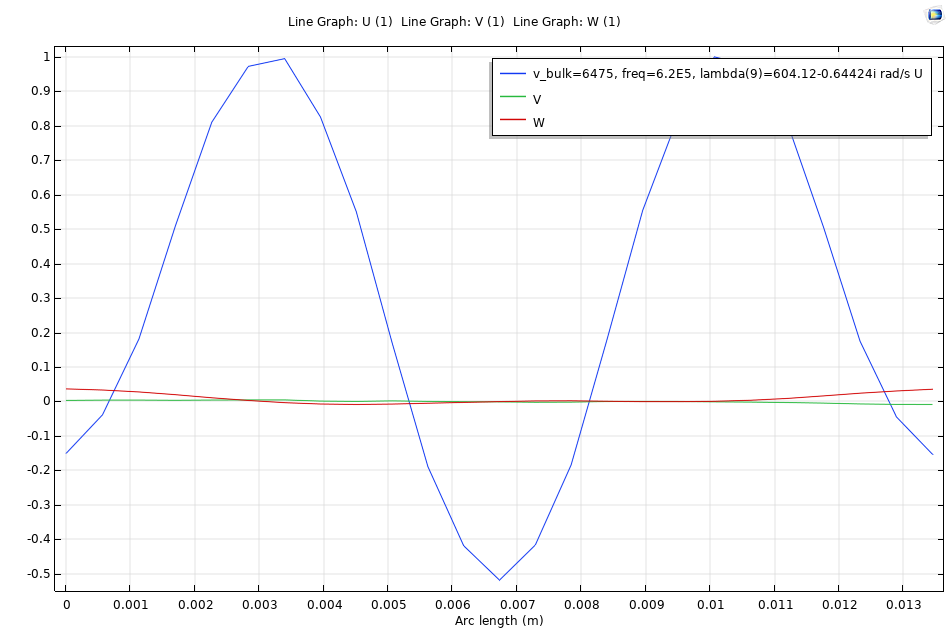 Line Graph: U (1)  Line Graph: V (1)  Line Graph: W (1)
v_bulk=6475, freq=6.2E5, lambda(9)=604.12-0.64424i rad/s U
V
W
1
0.9
0.8
0.7
0.6
0.5
0.4
0.3
0.2
0.1
0
-0.1
-0.2
-0.3
-0.4
-0.5
0 0.001 0.002 0.003 0.004 0.005 0.006 0.007 0.008 0.009 0.01 0.011 0.012 0.013
Arc length (m)